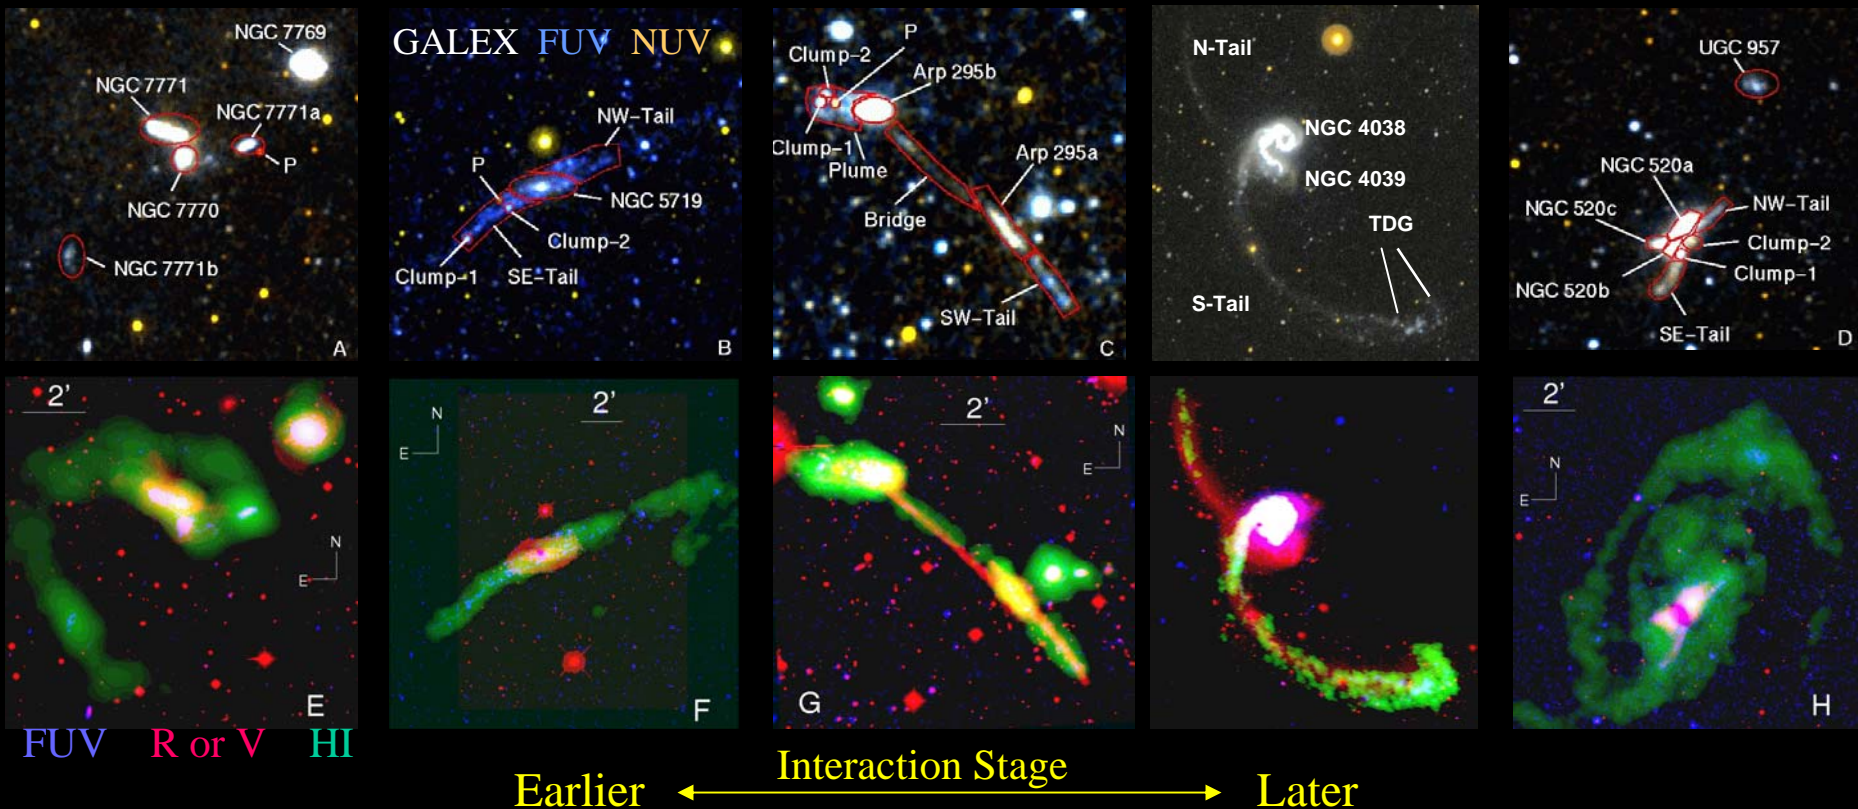 NGC 7769
NGC 7771
NGC 7771a
P
NGC 7770
NGC 7771b
A
GALEX FUV NUV
NW-Tail
P
NGC 5719
Clump-2
Clump-1
SE-Tail
B
P
Clump-2
Arp 295b
Clump-1
Plume
Arp 295a
Bridge
SW-Tail
C
N-Tail
NGC 4038
NGC 4039
TDG
S-Tail
UGC 957
NGC 520a
NW-Tail
NGC 520c
Clump-2
Clump-1
NGC 520b
SE-Tail
D
2'
N
E
E
2'
N
E
F
2'
N
E
G
2'
N
E
H
FUV R or V HI
Interaction Stage
Earlier Later